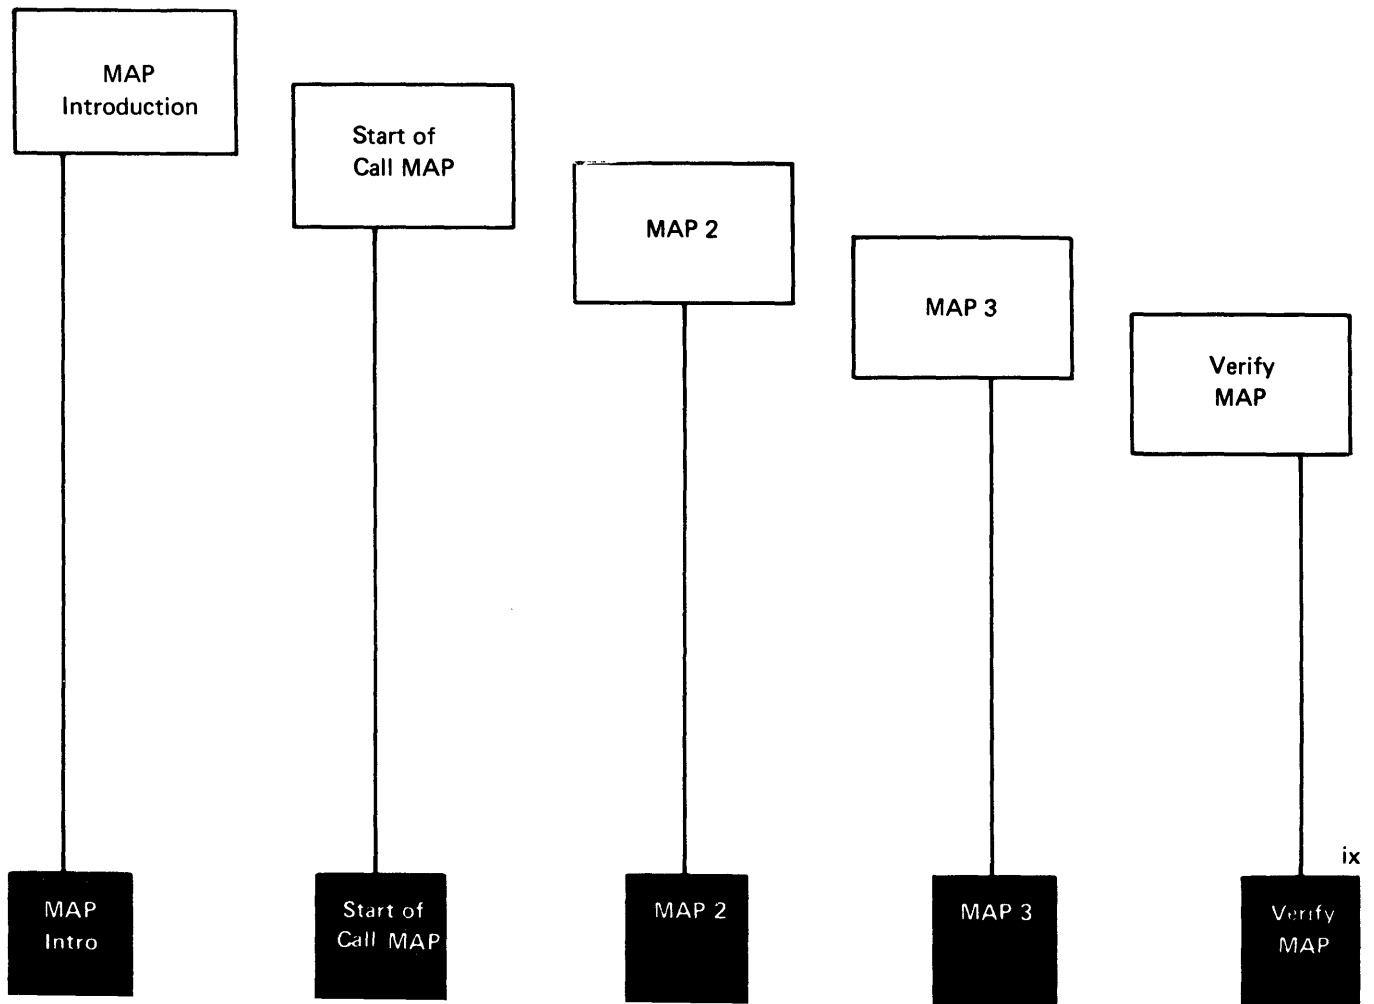 MAP
Introduction
Start of
Call MAP
MAP 2
MAP 3
Verify
MAP
ix
MAP
Intro
Start of
Call MAP
MAP 2
MAP 3
Verify
MAP